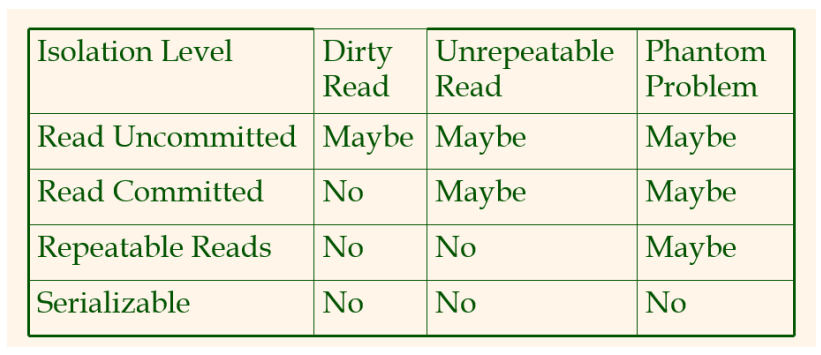 Isolation Level Dirty Read Unrepeatable Read Phantom Problem
Read Uncommitted Maybe Maybe Maybe
Read Committed No Maybe Maybe
Repeatable Reads No No Maybe
Serializable No No No